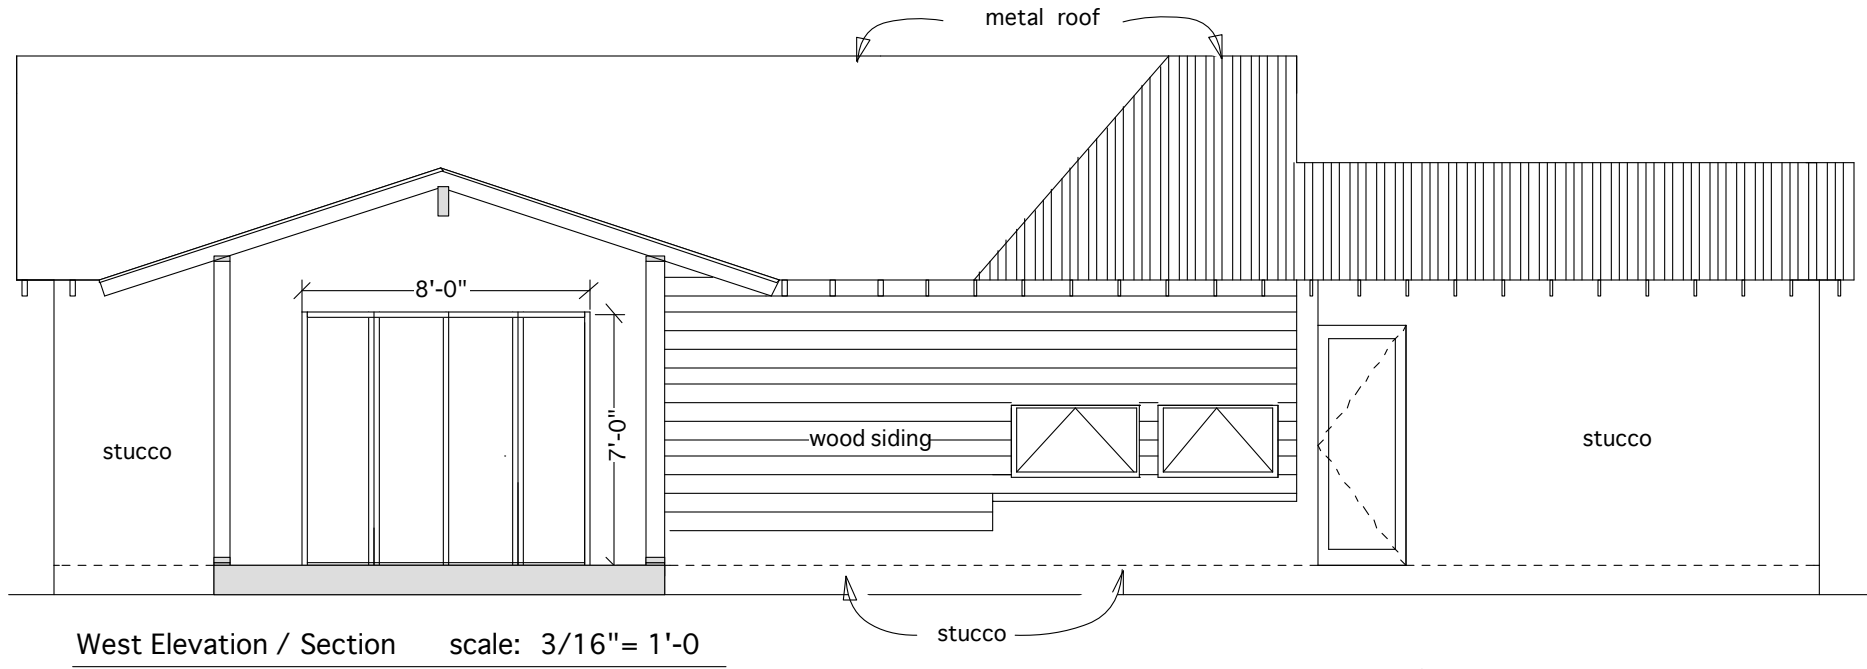 metal roof
8'-0"
7'-0"
wood siding
stucco
stucco
stucco
West Elevation / Section scale: 3/16"= 1'-0